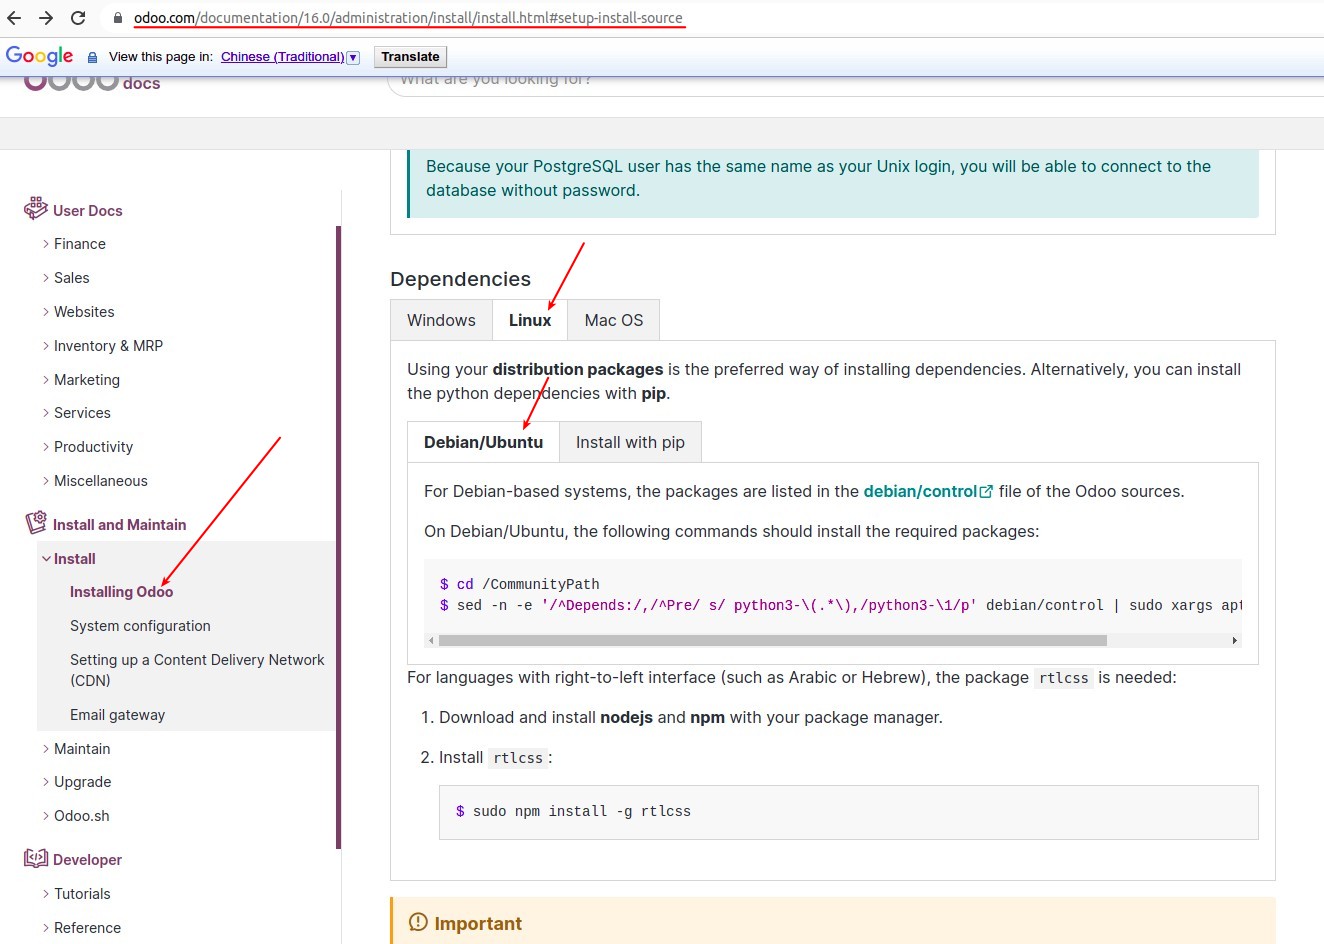 odoo.com/documentation/16.0/administration/install/install.html#setup-install-source
Google View this page in: Chinese (Traditional) Translate
odoo docs
What are you looking for?
Because your PostgreSQL user has the same name as your Unix login, you will be able to connect to the
database without password.
User Docs
Finance
Sales
Websites
Inventory & MRP
Marketing
Services
Productivity
Miscellaneous
Install and Maintain
Install
Installing Odoo
System configuration
Setting up a Content Delivery Network
(CDN)
Email gateway
Maintain
Upgrade
Odoo.sh
Developer
Tutorials
Reference
Dependencies
Windows Linux Mac OS
Using your distribution packages is the preferred way of installing dependencies. Alternatively, you can install
the python dependencies with pip.
Debian/Ubuntu Install with pip
For Debian-based systems, the packages are listed in the debian/control file of the Odoo sources.
On Debian/Ubuntu, the following commands should install the required packages:
$ cd /CommunityPath
$ sed -n -e '/^Depends:/,/^Pre/ s/ python3-\(.*\),/python3-\1/p' debian/control | sudo xargs apt
For languages with right-to-left interface (such as Arabic or Hebrew), the package rtlcss is needed:
1. Download and install nodejs and npm with your package manager.
2. Install rtlcss:
$ sudo npm install -g rtlcss
Important